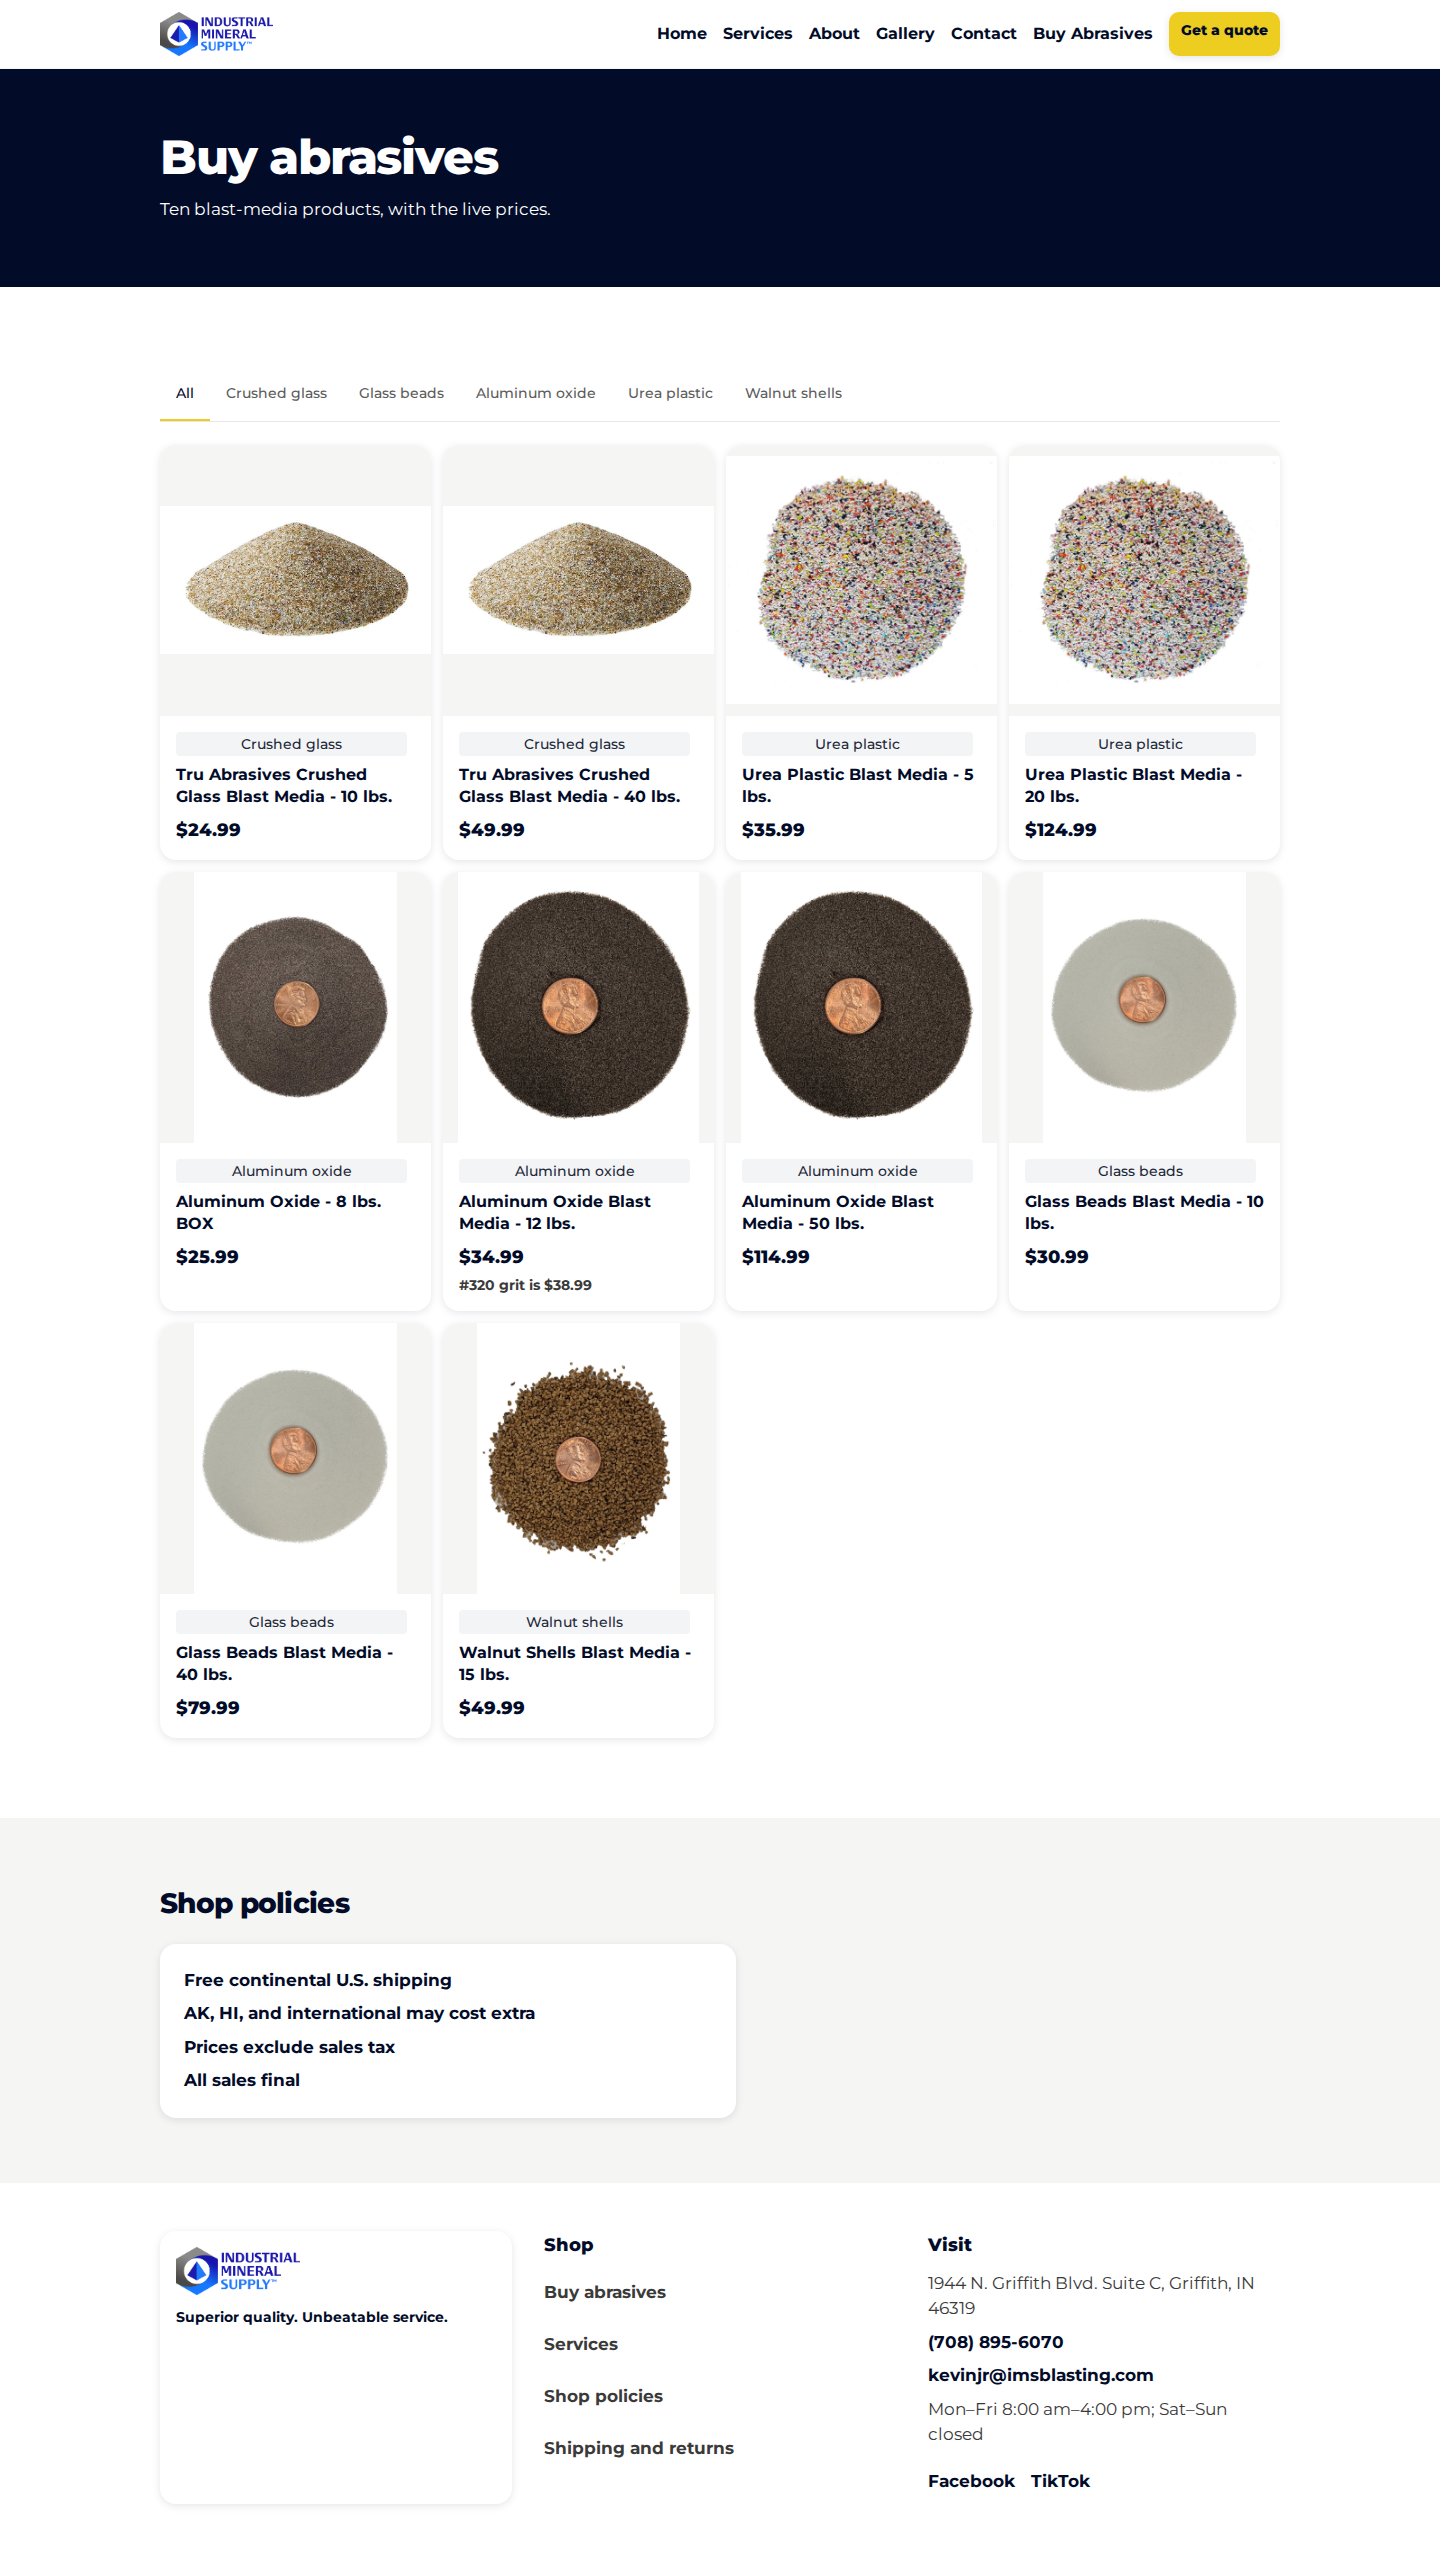 INDUSTRIAL
MINERAL
SUPPLY™
Home Services About Gallery Contact Buy Abrasives Get a quote
Buy abrasives
Ten blast-media products, with the live prices.
All Crushed glass Glass beads Aluminum oxide Urea plastic Walnut shells
Crushed glass
Tru Abrasives Crushed
Glass Blast Media - 10 lbs.
$24.99
Crushed glass
Tru Abrasives Crushed
Glass Blast Media - 40 lbs.
$49.99
Urea plastic
Urea Plastic Blast Media - 5
lbs.
$35.99
Urea plastic
Urea Plastic Blast Media -
20 lbs.
$124.99
Aluminum oxide
Aluminum Oxide - 8 lbs.
BOX
$25.99
Aluminum oxide
Aluminum Oxide Blast
Media - 12 lbs.
$34.99
#320 grit is $38.99
Aluminum oxide
Aluminum Oxide Blast
Media - 50 lbs.
$114.99
Glass beads
Glass Beads Blast Media - 10
lbs.
$30.99
Glass beads
Glass Beads Blast Media -
40 lbs.
$79.99
Walnut shells
Walnut Shells Blast Media -
15 lbs.
$49.99
Shop policies
Free continental U.S. shipping
AK, HI, and international may cost extra
Prices exclude sales tax
All sales final
INDUSTRIAL
MINERAL
SUPPLY™
Superior quality. Unbeatable service.
Shop
Buy abrasives
Services
Shop policies
Shipping and returns
Visit
1944 N. Griffith Blvd. Suite C, Griffith, IN
46319
(708) 895-6070
kevinjr@imsblasting.com
Mon–Fri 8:00 am–4:00 pm; Sat–Sun
closed
Facebook TikTok